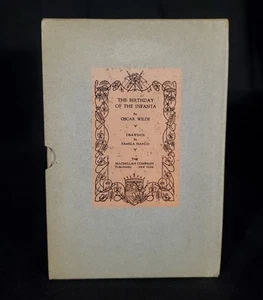 THE BIRTHDAY
OF THE INFANTA
by
OSCAR WILDE
DRAWINGS
by
PAMELA BIANCO
THE
MACMILLAN COMPANY
PUBLISHERS NEW YORK